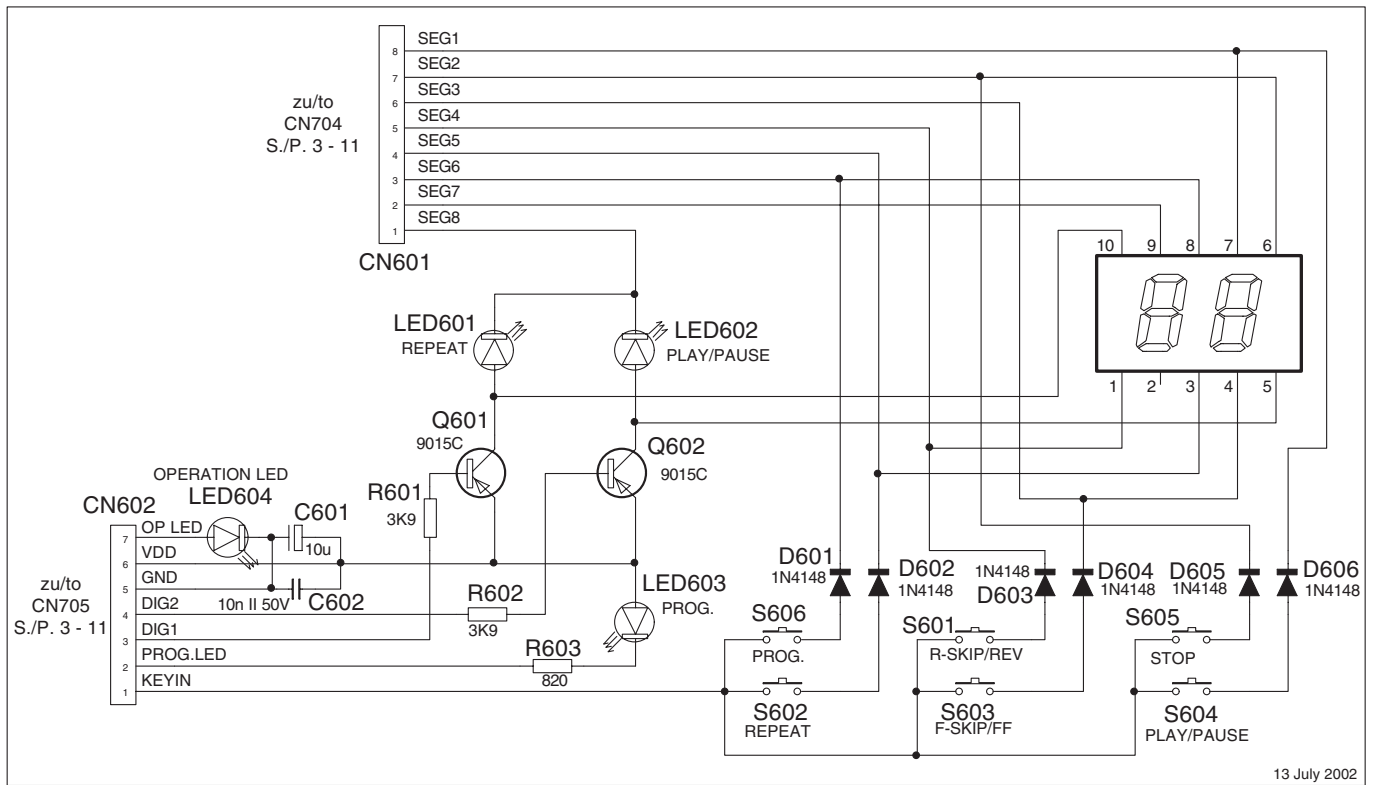 SEG1
8
SEG2
7
SEG3
6
SEG4
5
SEG5
4
SEG6
3
SEG7
2
SEG8
1
zu/to
CN704
S./P. 3 - 11
CN601
10 9 8 7 6
1 2 3 4 5
LED601
REPEAT
LED602
PLAY/PAUSE
Q601
9015C
Q602
9015C
OPERATION LED
LED604
CN602
C601
10u
R601
3K9
OP LED
7
VDD
6
GND
5
DIG2
4
DIG1
3
PROG.LED
2
KEYIN
1
zu/to
CN705
S./P. 3 - 11
10n II 50V
C602
R602
3K9
LED603
PROG.
R603
820
D601
1N4148
D602
1N4148
1N4148
D603
D604
1N4148
D605
1N4148
D606
1N4148
S606
PROG.
S601
R-SKIP/REV
S605
STOP
S602
REPEAT
S603
F-SKIP/FF
S604
PLAY/PAUSE
13 July 2002